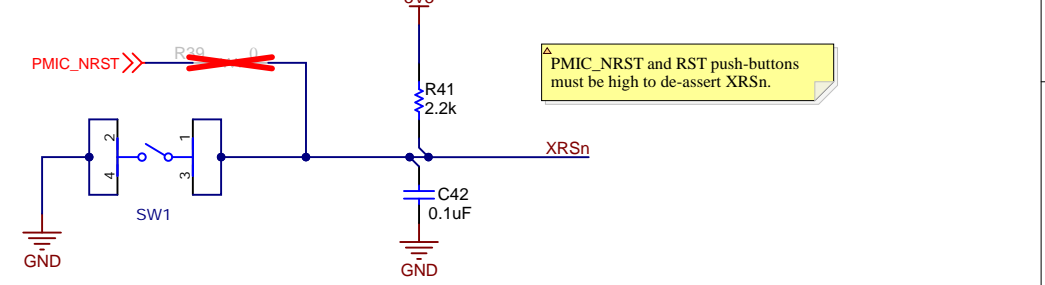 PMIC_NRST
R39 0
R41
2.2k
PMIC_NRST and RST push-buttons
must be high to de-assert XRSn.
2
1
4
3
XRSn
SW1
C42
0.1uF
GND
GND